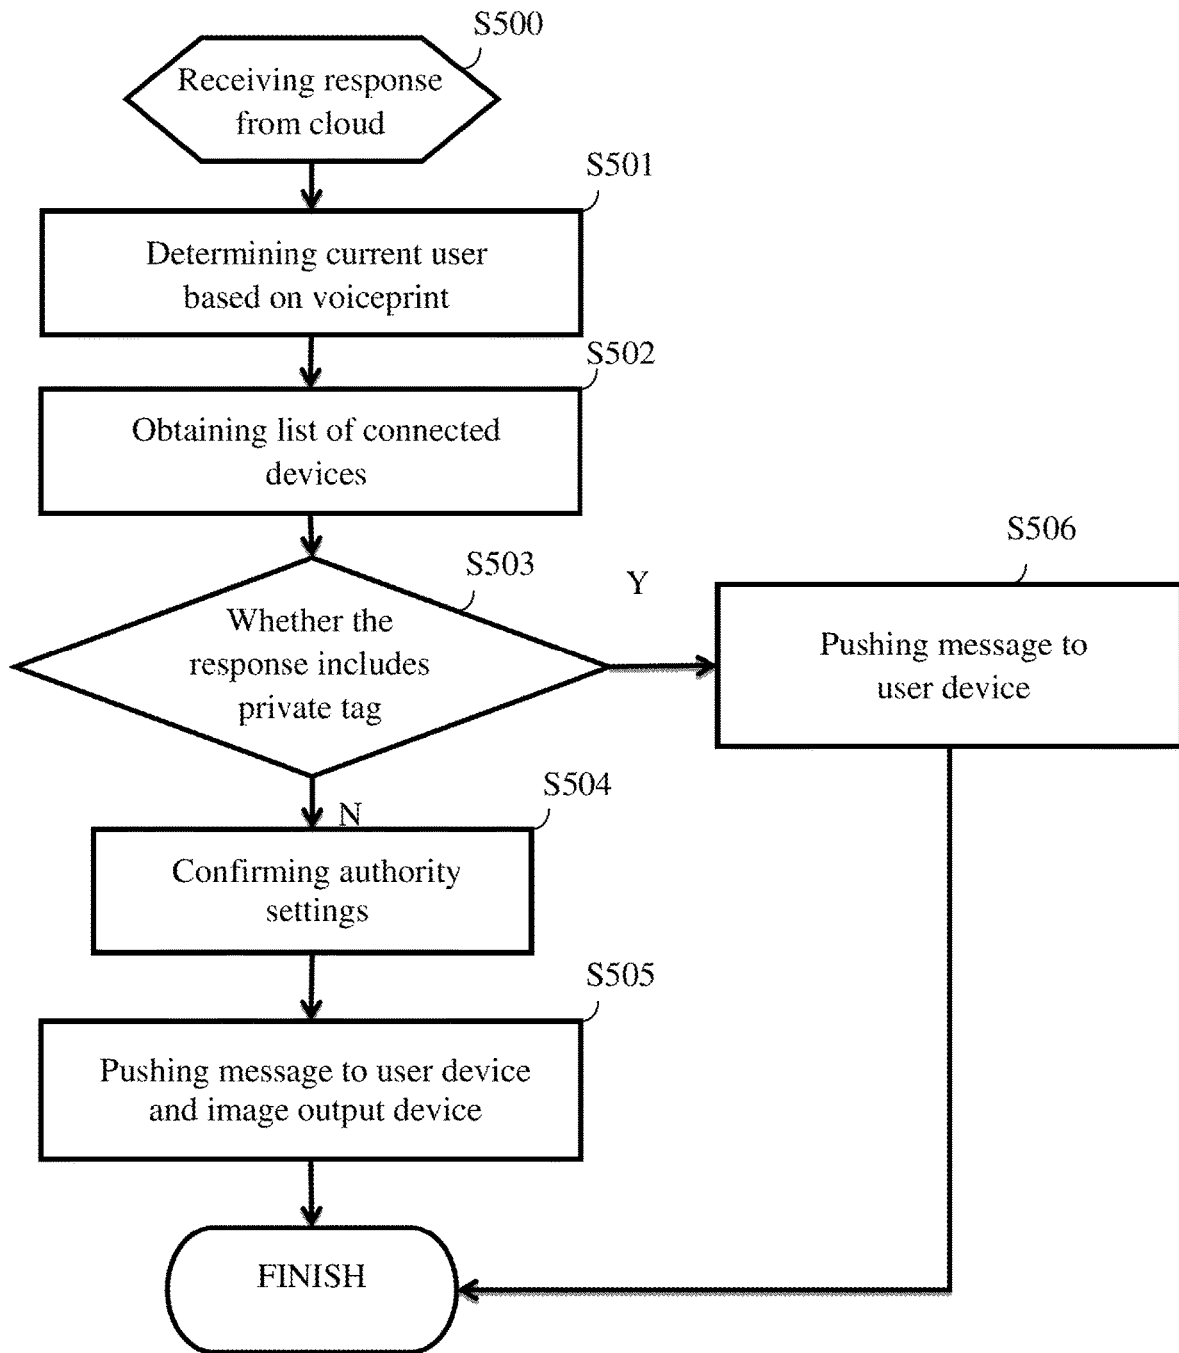 S500
Receiving response
from cloud
S501
Determining current user
based on voiceprint
S502
Obtaining list of connected
devices
S503
Whether the
response includes
private tag
Y
S506
Pushing message to
user device
N
S504
Confirming authority
settings
S505
Pushing message to user device
and image output device
FINISH